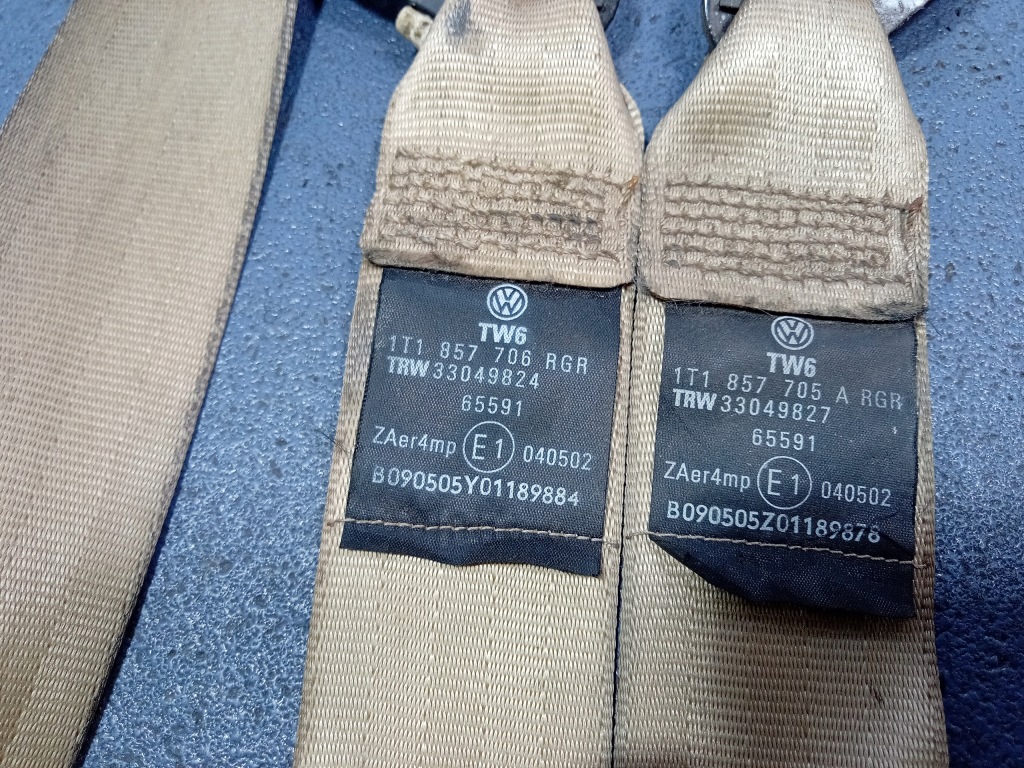 TW6
1T1 857 706 RGR
TRW 33049824
65591
ZAer4mp E1 040502
B090505Y01189884
TW6
1T1 857 705 A RGR
TRW 33049827
65591
ZAer4mp E1 040502
B090505Z01189876